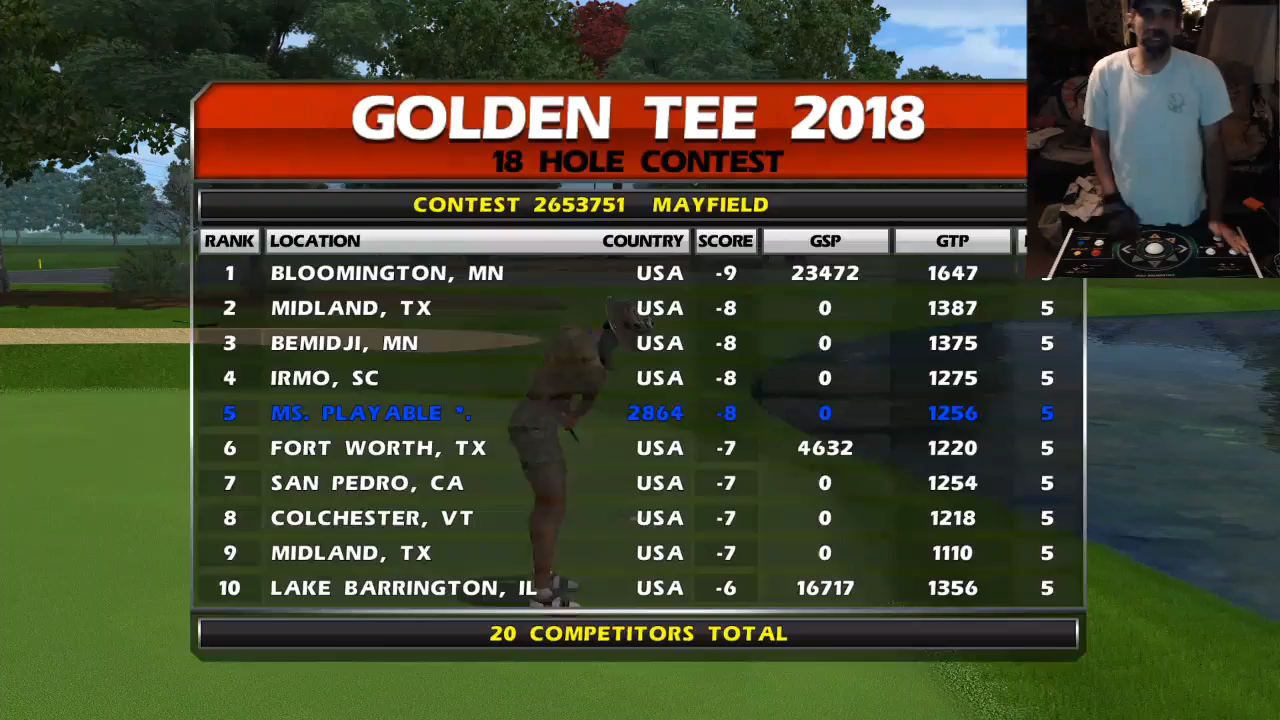 GOLDEN TEE 2018
18 HOLE CONTEST
CONTEST 2653751 MAYFIELD
RANK LOCATION COUNTRY SCORE GSP GTP
1 BLOOMINGTON, MN USA -9 23472 1647 5
2 MIDLAND, TX USA -8 0 1387 5
3 BEMIDJI, MN USA -8 0 1375 5
4 IRMO, SC USA -8 0 1275 5
5 MS. PLAYABLE *. 2864 -8 0 1256 5
6 FORT WORTH, TX USA -7 4632 1220 5
7 SAN PEDRO, CA USA -7 0 1254 5
8 COLCHESTER, VT USA -7 0 1218 5
9 MIDLAND, TX USA -7 0 1110 5
10 LAKE BARRINGTON, IL USA -6 16717 1356 5
20 COMPETITORS TOTAL